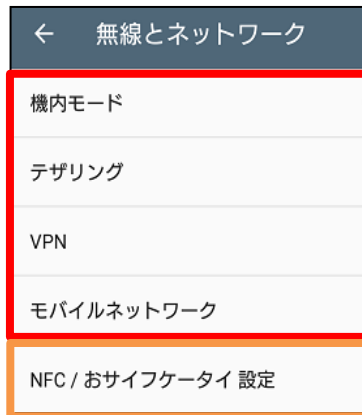 ← 無線とネットワーク
機内モード
テザリング
VPN
モバイルネットワーク
NFC / おサイフケータイ 設定